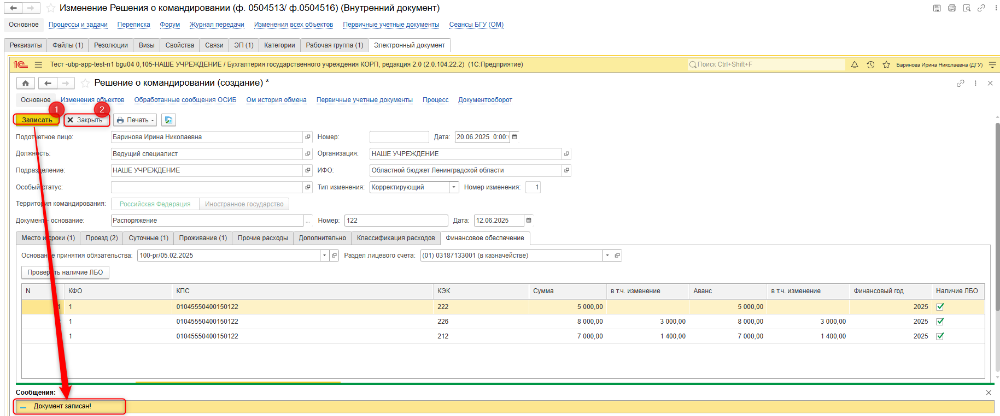 Изменение Решения о командировании (ф. 0504513/ ф.0504516) (Внутренний документ)
Основное Процессы и задачи Переписка Форум Журнал передачи Изменения всех объектов Первичные учетные документы Сеансы БГУ (ОМ)
Реквизиты Файлы (1) Резолюции Визы Свойства Связи ЭП (1) Категории Рабочая группа (1) Электронный документ
1С Тест -ubp-app-test-n1 bgu04 0,105-НАШЕ УЧРЕЖДЕНИЕ / Бухгалтерия государственного учреждения КОРП, редакция 2.0 (2.0.104.22.2) (1С:Предприятие) Поиск Ctrl+Shift+F Баринова Ирина Николаевна (ДГУ)
Решение о командировании (создание) *
Основное Изменения объектов Обработанные сообщения ОСИБ Ом история обмена Первичные учетные документы Процесс Документооборот
1 2
Записать Закрыть Печать
Подотчетное лицо: Баринова Ирина Николаевна Номер: Дата: 20.06.2025 0:00:
Должность: Ведущий специалист Организация: НАШЕ УЧРЕЖДЕНИЕ
Подразделение: НАШЕ УЧРЕЖДЕНИЕ ИФО: Областной бюджет Ленинградской области
Особый статус: Тип изменения: Корректирующий Номер изменения: 1
Территория командирования: Российская Федерация Иностранное государство
Документ - основание: Распоряжение ... Номер: 122 Дата: 12.06.2025
Место и сроки (1) Проезд (2) Суточные (1) Проживание (1) Прочие расходы Дополнительно Классификация расходов Финансовое обеспечение
Основание принятия обязательства: 100-рг/05.02.2025 Раздел лицевого счета: (01) 03187133001 (в казначействе)
Проверить наличие ЛБО
N КФО КПС КЭК Сумма в т.ч. изменение Аванс в т.ч. изменение Финансовый год Наличие ЛБО
1 1 01045550400150122 222 5 000,00 5 000,00 2025
1 01045550400150122 226 8 000,00 3 000,00 8 000,00 3 000,00 2025
1 01045550400150122 212 7 000,00 1 400,00 7 000,00 1 400,00 2025
Сообщения:
Документ записан!